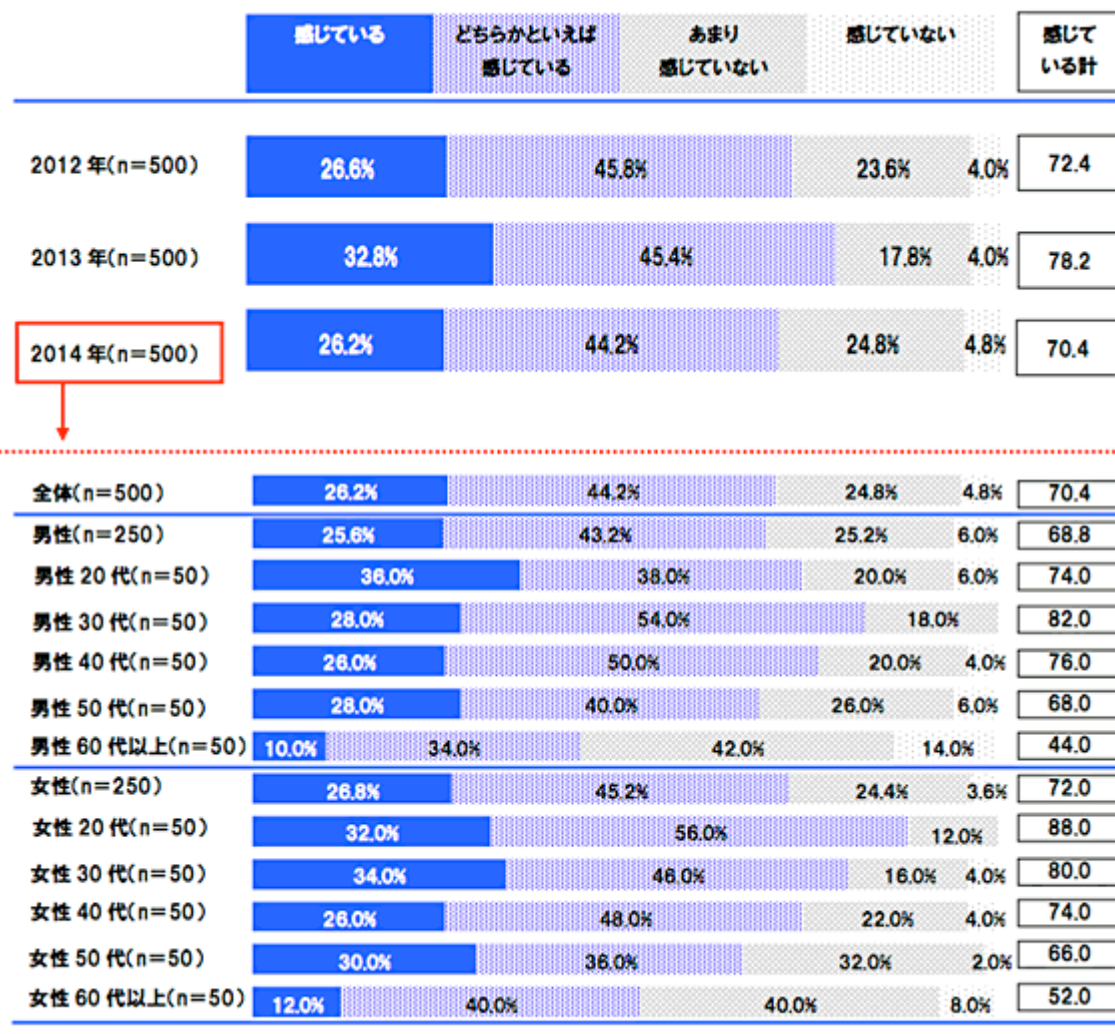 感じている どちらかといえば あまり 感じていない 感じて
感じている 感じていない いる計
2012年(n=500) 26.6% 45.8% 23.6% 4.0% 72.4
2013年(n=500) 32.8% 45.4% 17.8% 4.0% 78.2
2014年(n=500) 26.2% 44.2% 24.8% 4.8% 70.4
全体(n=500) 26.2% 44.2% 24.8% 4.8% 70.4
男性(n=250) 25.6% 43.2% 25.2% 6.0% 68.8
男性20代(n=50) 36.0% 38.0% 20.0% 6.0% 74.0
男性30代(n=50) 28.0% 54.0% 18.0% 82.0
男性40代(n=50) 26.0% 50.0% 20.0% 4.0% 76.0
男性50代(n=50) 28.0% 40.0% 26.0% 6.0% 68.0
男性60代以上(n=50) 10.0% 34.0% 42.0% 14.0% 44.0
女性(n=250) 26.8% 45.2% 24.4% 3.6% 72.0
女性20代(n=50) 32.0% 56.0% 12.0% 88.0
女性30代(n=50) 34.0% 46.0% 16.0% 4.0% 80.0
女性40代(n=50) 26.0% 48.0% 22.0% 4.0% 74.0
女性50代(n=50) 30.0% 36.0% 32.0% 2.0% 66.0
女性60代以上(n=50) 12.0% 40.0% 40.0% 8.0% 52.0